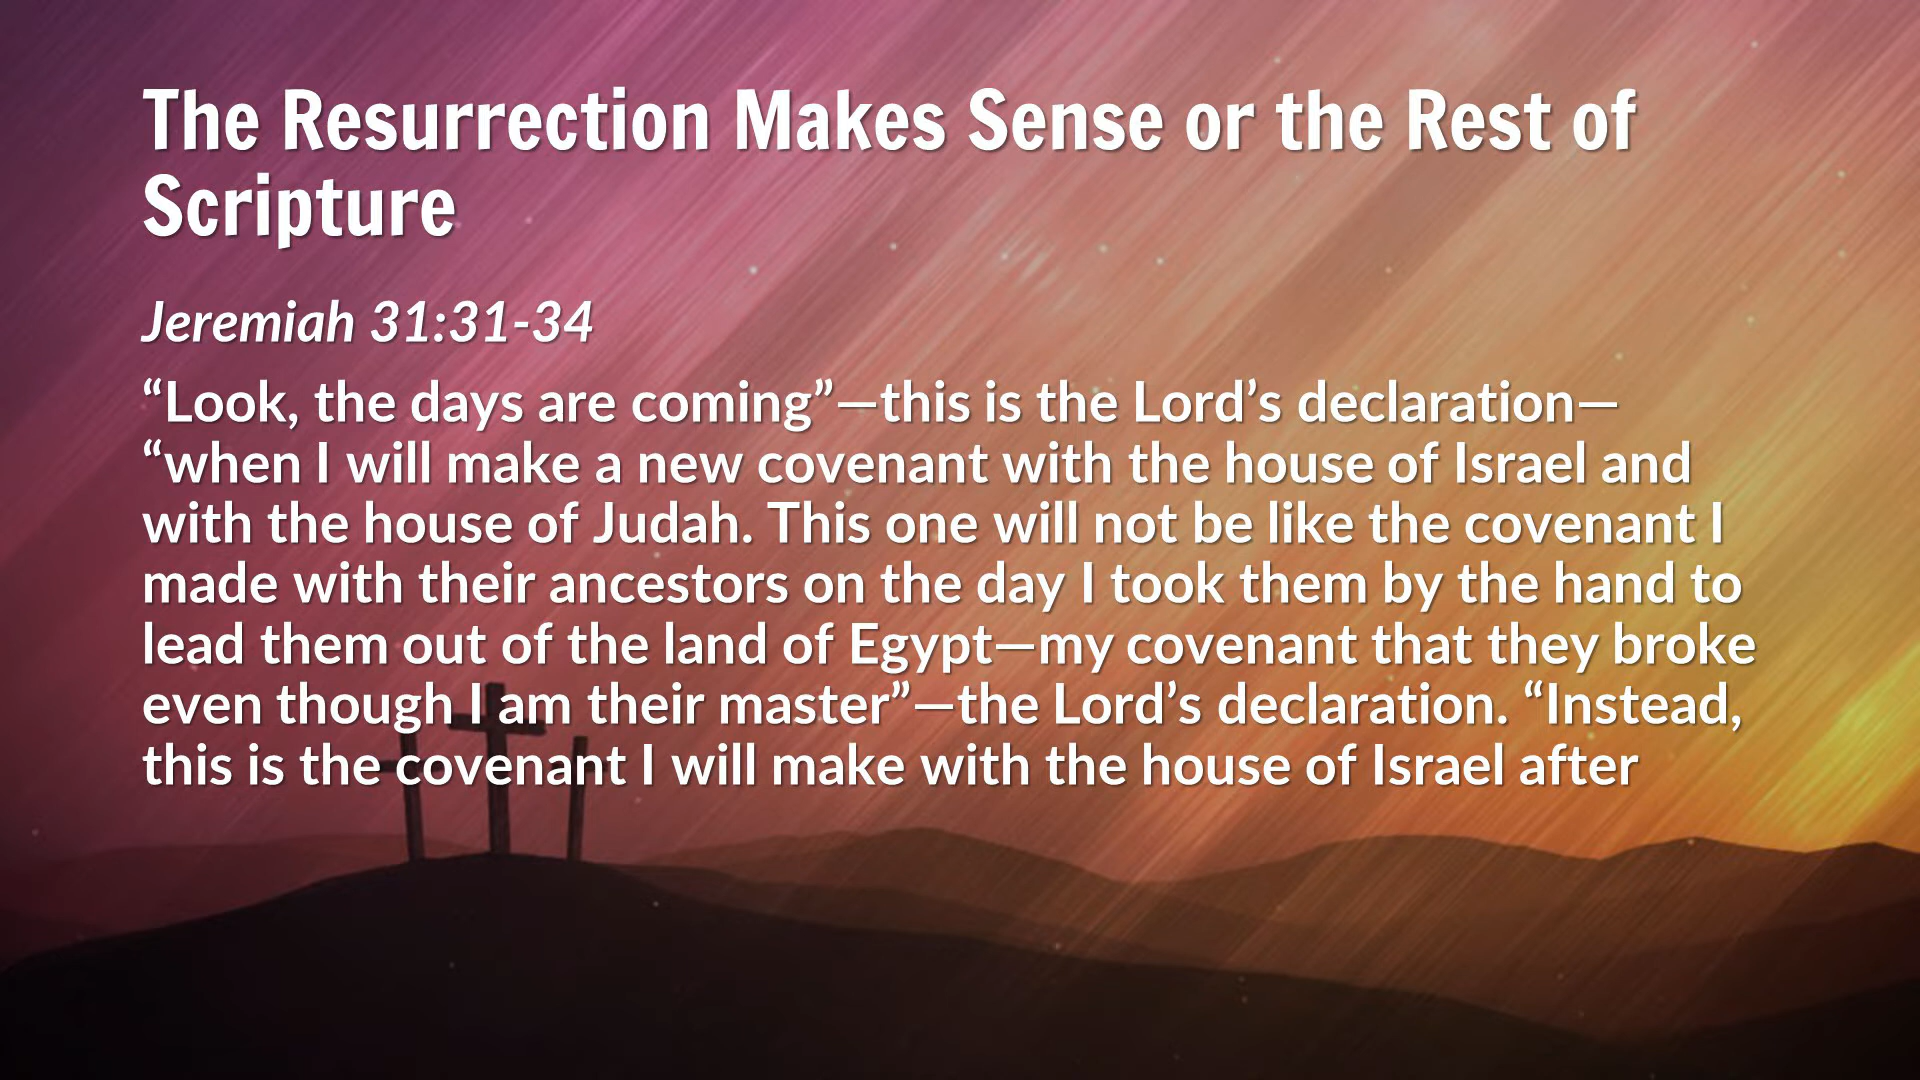 The Resurrection Makes Sense or the Rest of
Scripture
Jeremiah 31:31-34
“Look, the days are coming”—this is the Lord’s declaration—
“when I will make a new covenant with the house of Israel and
with the house of Judah. This one will not be like the covenant I
made with their ancestors on the day I took them by the hand to
lead them out of the land of Egypt—my covenant that they broke
even though I am their master”—the Lord’s declaration. “Instead,
this is the covenant I will make with the house of Israel after